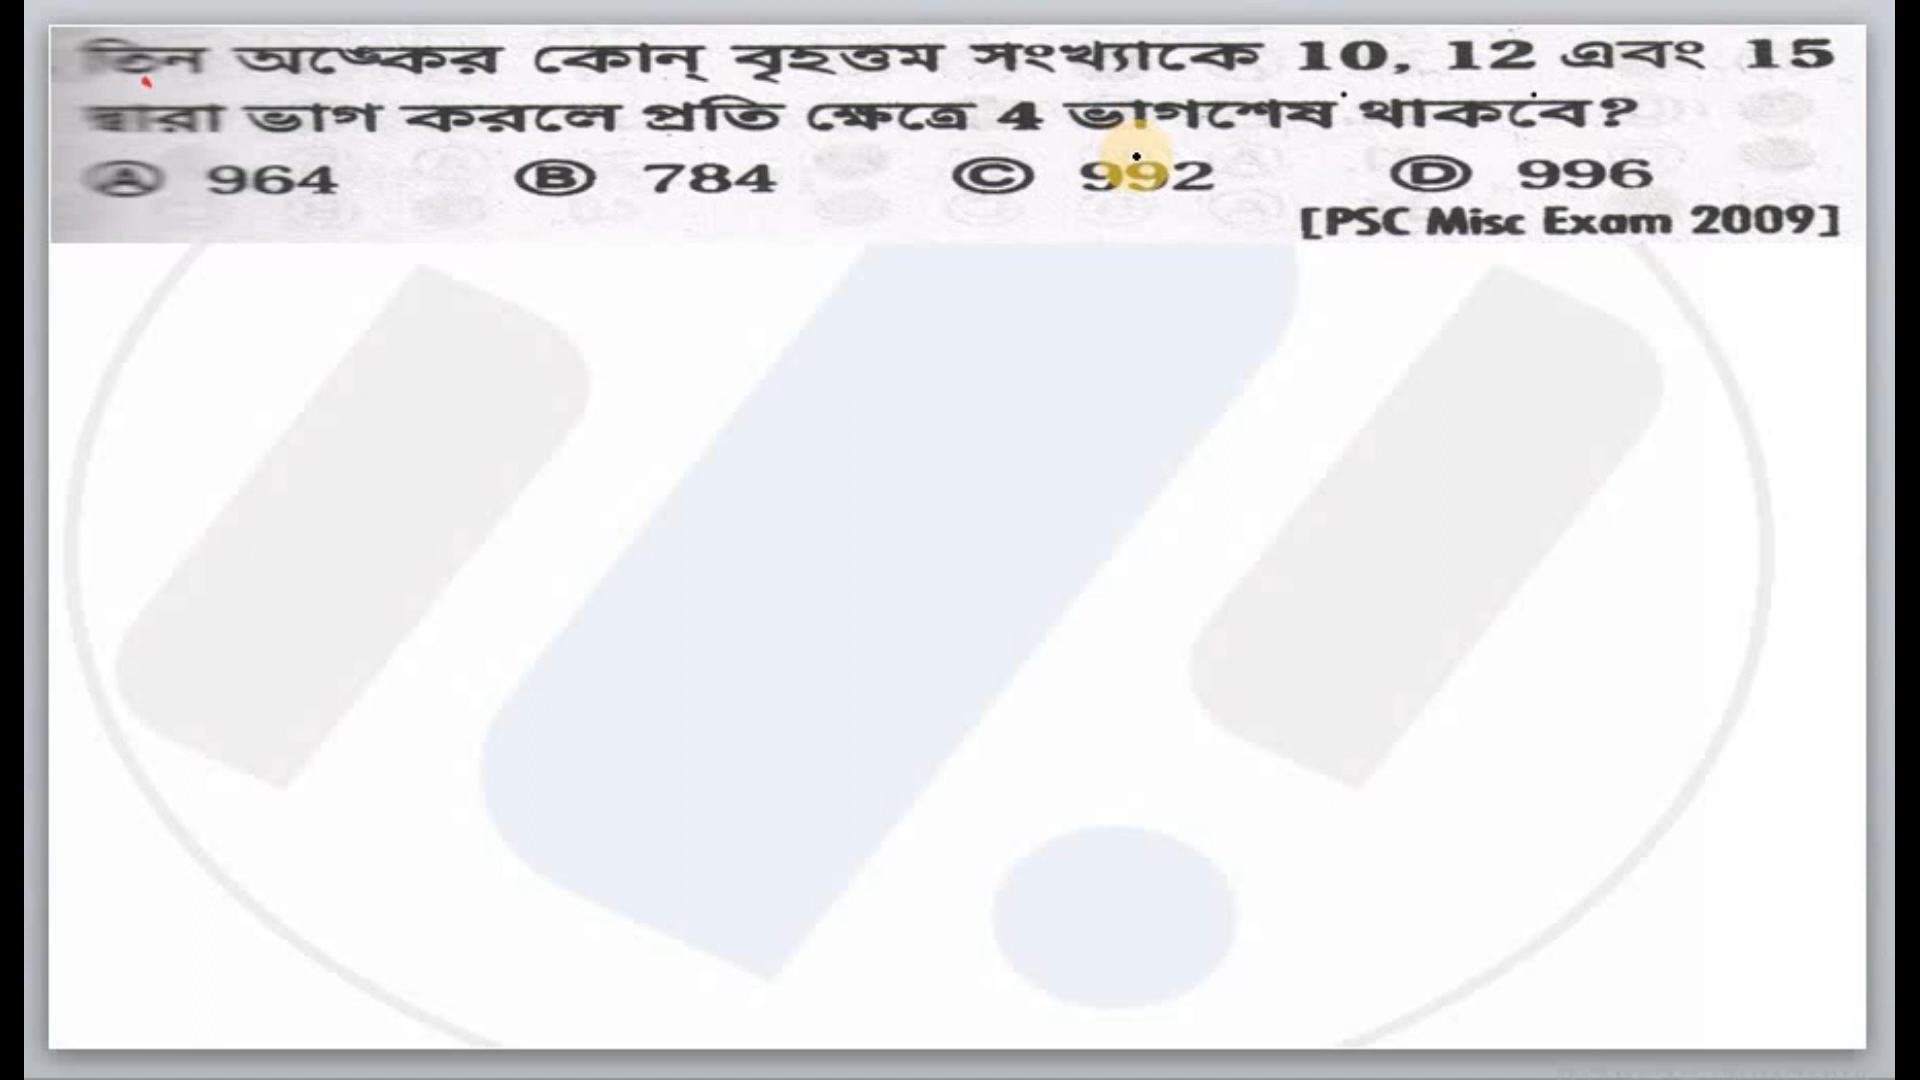 তিন অঙ্কের কোন্ বৃহত্তম সংখ্যাকে 10, 12 এবং 15
দ্বারা ভাগ করলে প্রতি ক্ষেত্রে 4 ভাগশেষ থাকবে?
Ⓐ 964 Ⓑ 784 Ⓒ 992 Ⓓ 996
[PSC Misc Exam 2009]